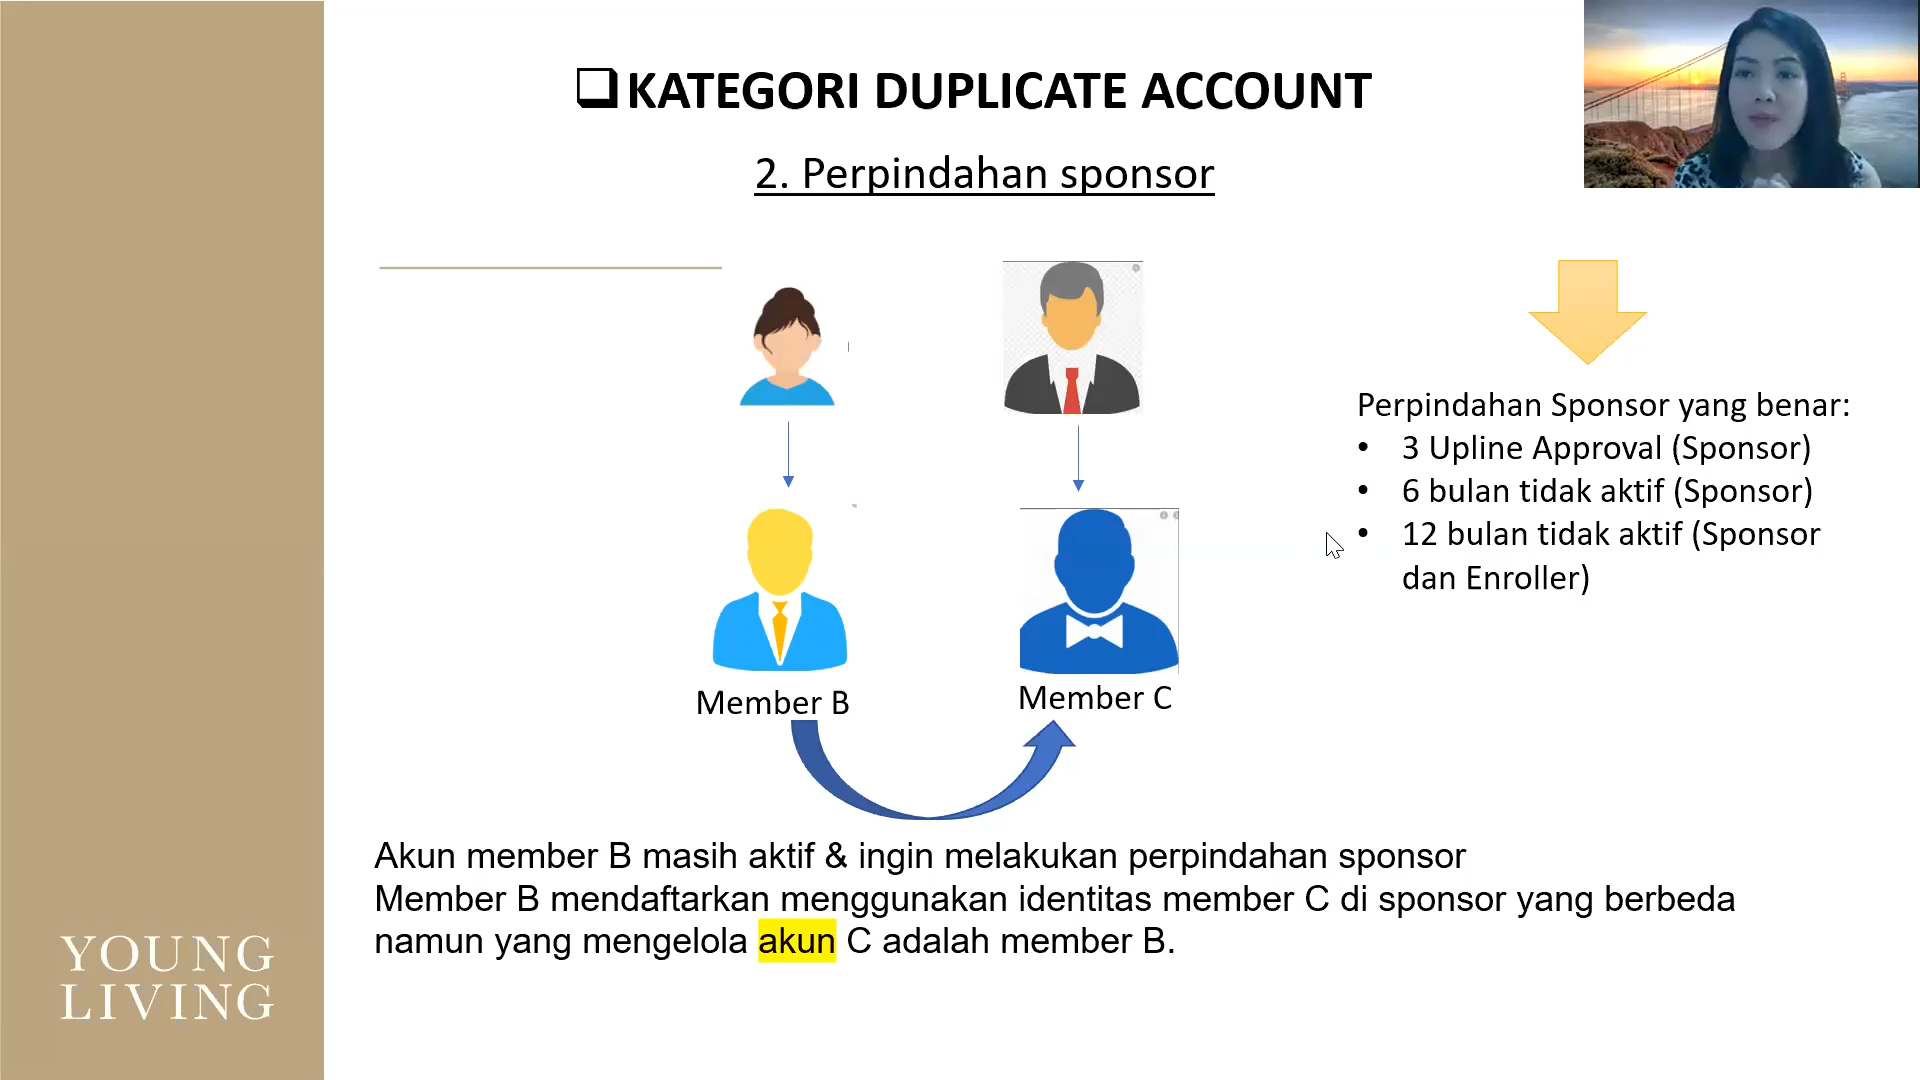 KATEGORI DUPLICATE ACCOUNT
2. Perpindahan sponsor
Perpindahan Sponsor yang benar:
• 3 Upline Approval (Sponsor)
• 6 bulan tidak aktif (Sponsor)
• 12 bulan tidak aktif (Sponsor
dan Enroller)
Member B
Member C
Akun member B masih aktif & ingin melakukan perpindahan sponsor
Member B mendaftarkan menggunakan identitas member C di sponsor yang berbeda
namun yang mengelola akun C adalah member B.
YOUNG
LIVING